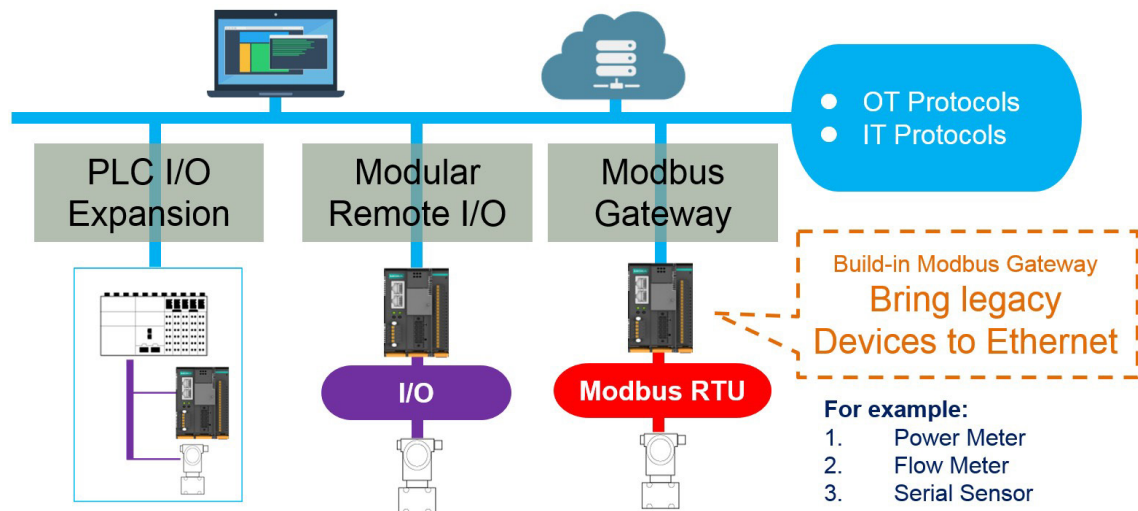 ● OT Protocols
● IT Protocols
PLC I/O
Expansion
Modular
Remote I/O
Modbus
Gateway
Build-in Modbus Gateway
Bring legacy
Devices to Ethernet
I/O
Modbus RTU
For example:
1. Power Meter
2. Flow Meter
3. Serial Sensor